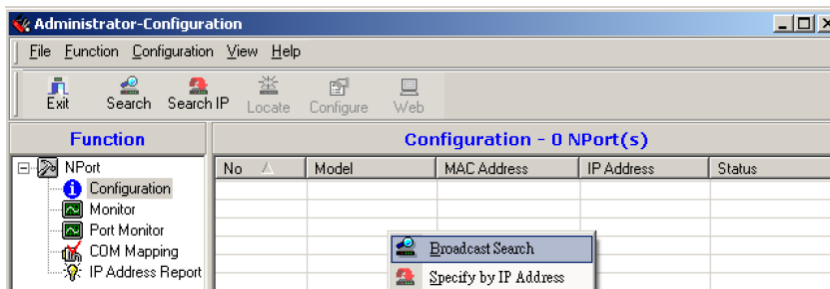 Administrator-Configuration
File Function Configuration View Help
Exit Search Search IP Locate Configure Web
Function
Configuration - 0 NPort(s)
No Model MAC Address IP Address Status
NPort
Configuration
Monitor
Port Monitor
COM Mapping
IP Address Report
Broadcast Search
Specify by IP Address